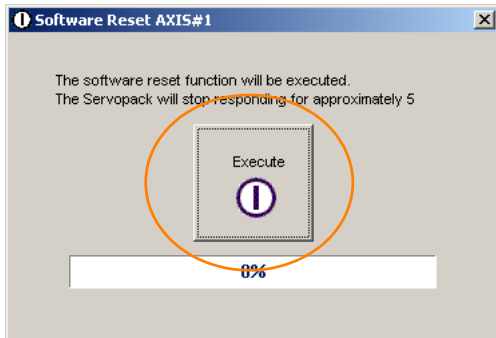 Software Reset AXIS#1
The software reset function will be executed.
The Servopack will stop responding for approximately 5
Execute
0%